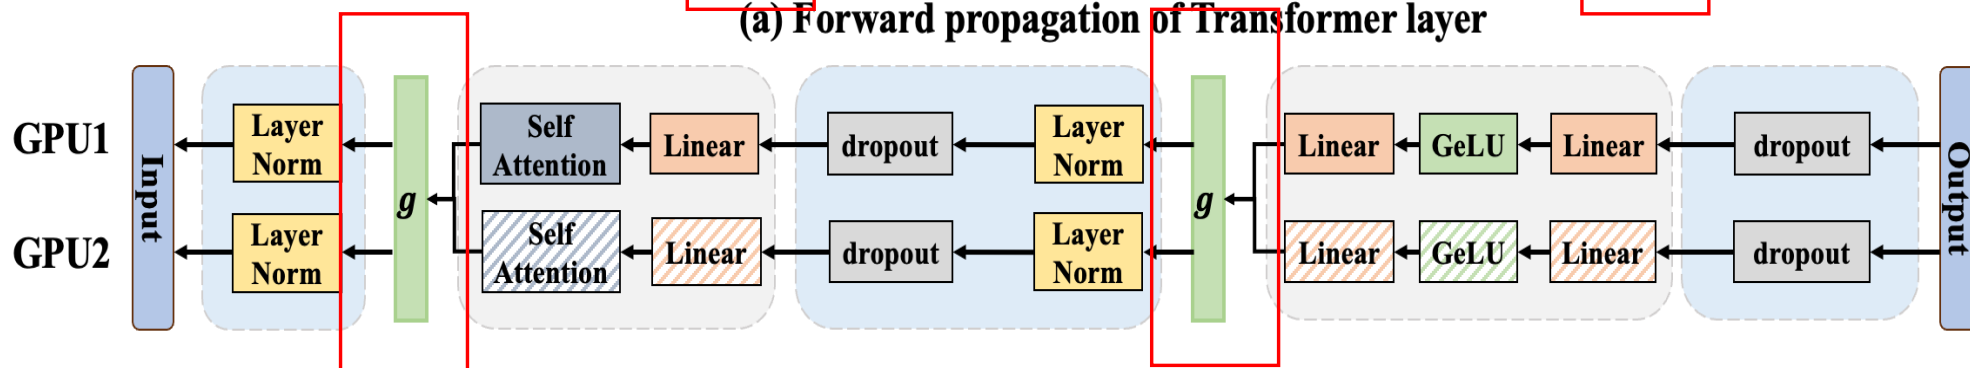 (a) Forward propagation of Transformer layer
GPU1
GPU2
Input
Layer
Norm
Layer
Norm
g
Self
Attention
Linear
Self
Attention
Linear
dropout
dropout
Layer
Norm
Layer
Norm
g
Linear
GeLU
Linear
Linear
GeLU
Linear
dropout
dropout
Output